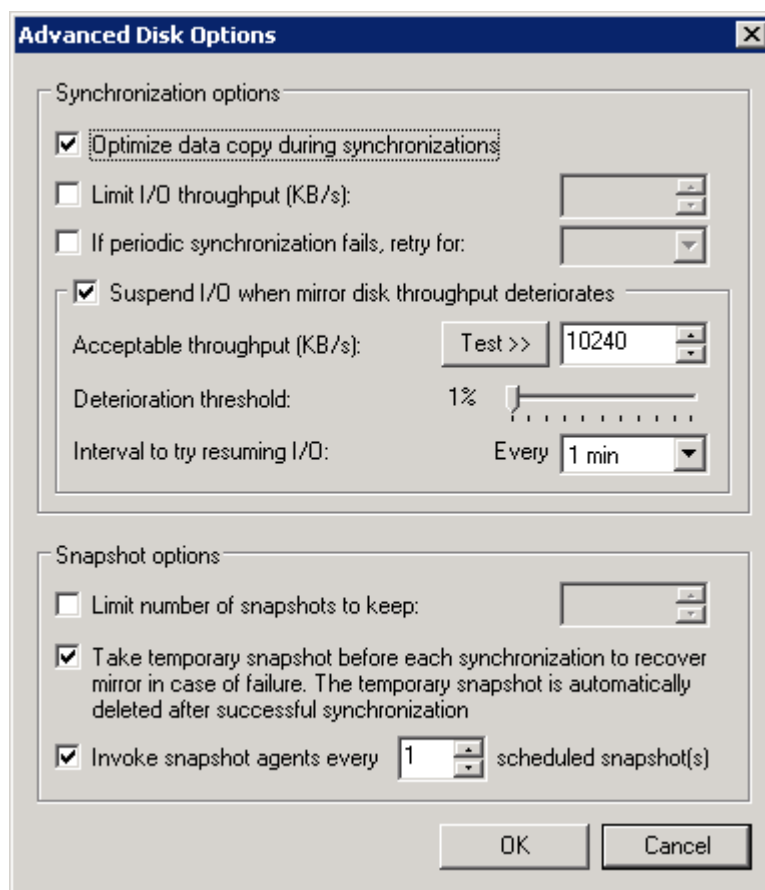 Advanced Disk Options
Synchronization options
Optimize data copy during synchronizations
Limit I/O throughput (KB/s):
If periodic synchronization fails, retry for:
Suspend I/O when mirror disk throughput deteriorates
Acceptable throughput (KB/s): Test >> 10240
Deterioration threshold: 1%
Interval to try resuming I/O: Every 1 min
Snapshot options
Limit number of snapshots to keep:
Take temporary snapshot before each synchronization to recover
mirror in case of failure. The temporary snapshot is automatically
deleted after successful synchronization
Invoke snapshot agents every 1 scheduled snapshot(s)
OK Cancel